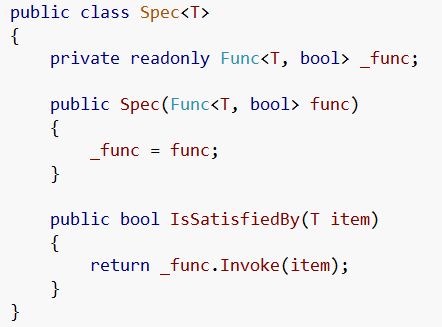 public class Spec<T>
{
    private readonly Func<T, bool> _func;
    public Spec(Func<T, bool> func)
    {
        _func = func;
    }
    public bool IsSatisfiedBy(T item)
    {
        return _func.Invoke(item);
    }
}